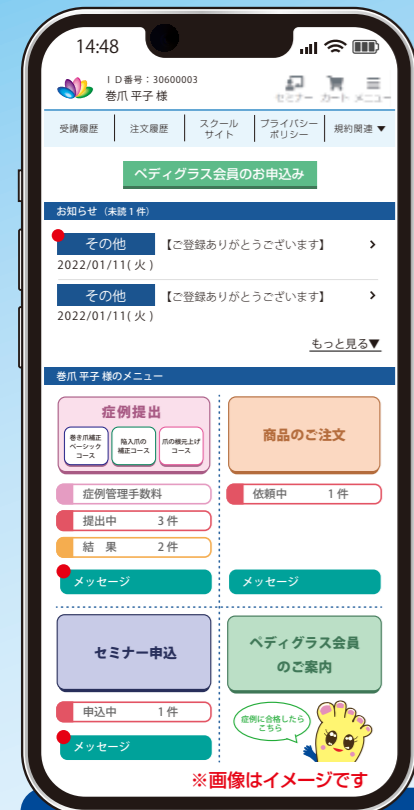 14:48
ＩＤ番号：30600003
巻爪 平子 様
セミナー カート メニュー
受講履歴
注文履歴
スクール
サイト
プライバシー
ポリシー
規約関連 ▼
ペディグラス会員のお申込み
お知らせ（未読１件）
その他 【ご登録ありがとうございます】 >
2022/01/11( 火 )
その他 【ご登録ありがとうございます】 >
2022/01/11( 火 )
もっと見る▼
巻爪 平子 様のメニュー
症例提出
巻き爪補正
ベーシック
コース
陥入爪の
補正コース
爪の根元上げ
コース
症例管理手数料
提出中 3 件
結 果 2 件
メッセージ
商品のご注文
依頼中 1 件
メッセージ
セミナー申込
申込中 1 件
メッセージ
ペディグラス会員
のご案内
症例に合格したら
こちら
※画像はイメージです